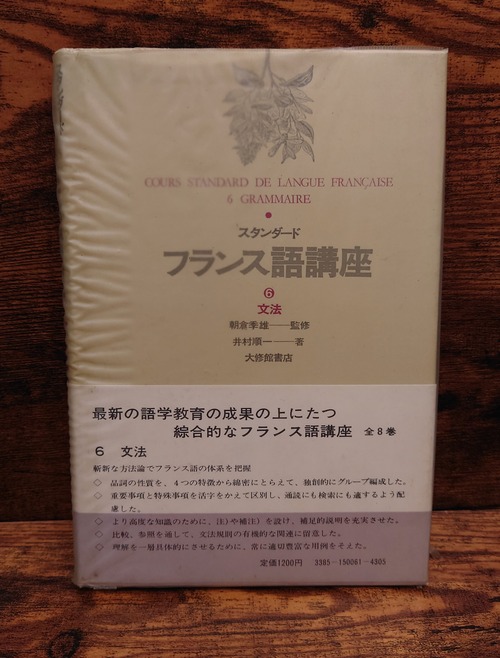 COURS STANDARD DE LANGUE FRANÇAISE
6 GRAMMAIRE
●
スタンダード
フランス語講座
❻
文法
朝倉季雄——監修
井村順一——著
大修館書店
最新の語学教育の成果の上にたつ
綜合的なフランス語講座 全8巻
6 文法
斬新な方法論でフランス語の体系を把握
◇ 品詞の性質を、4つの特徴から綿密にとらえて、独創的にグループ編成した。
◇ 重要事項と特殊事項を活字をかえて区別し、通読にも検索にも適するよう配
慮した。
◇ より高度な知識のために、注)や補注)を設け、補足的説明を充実させた。
◇ 比較、参照を通して、文法規則の有機的な関連に留意した。
◇ 理解を一層具体的にさせるために、常に適切豊富な用例をそえた。
定価1200円 3385-150061-4305